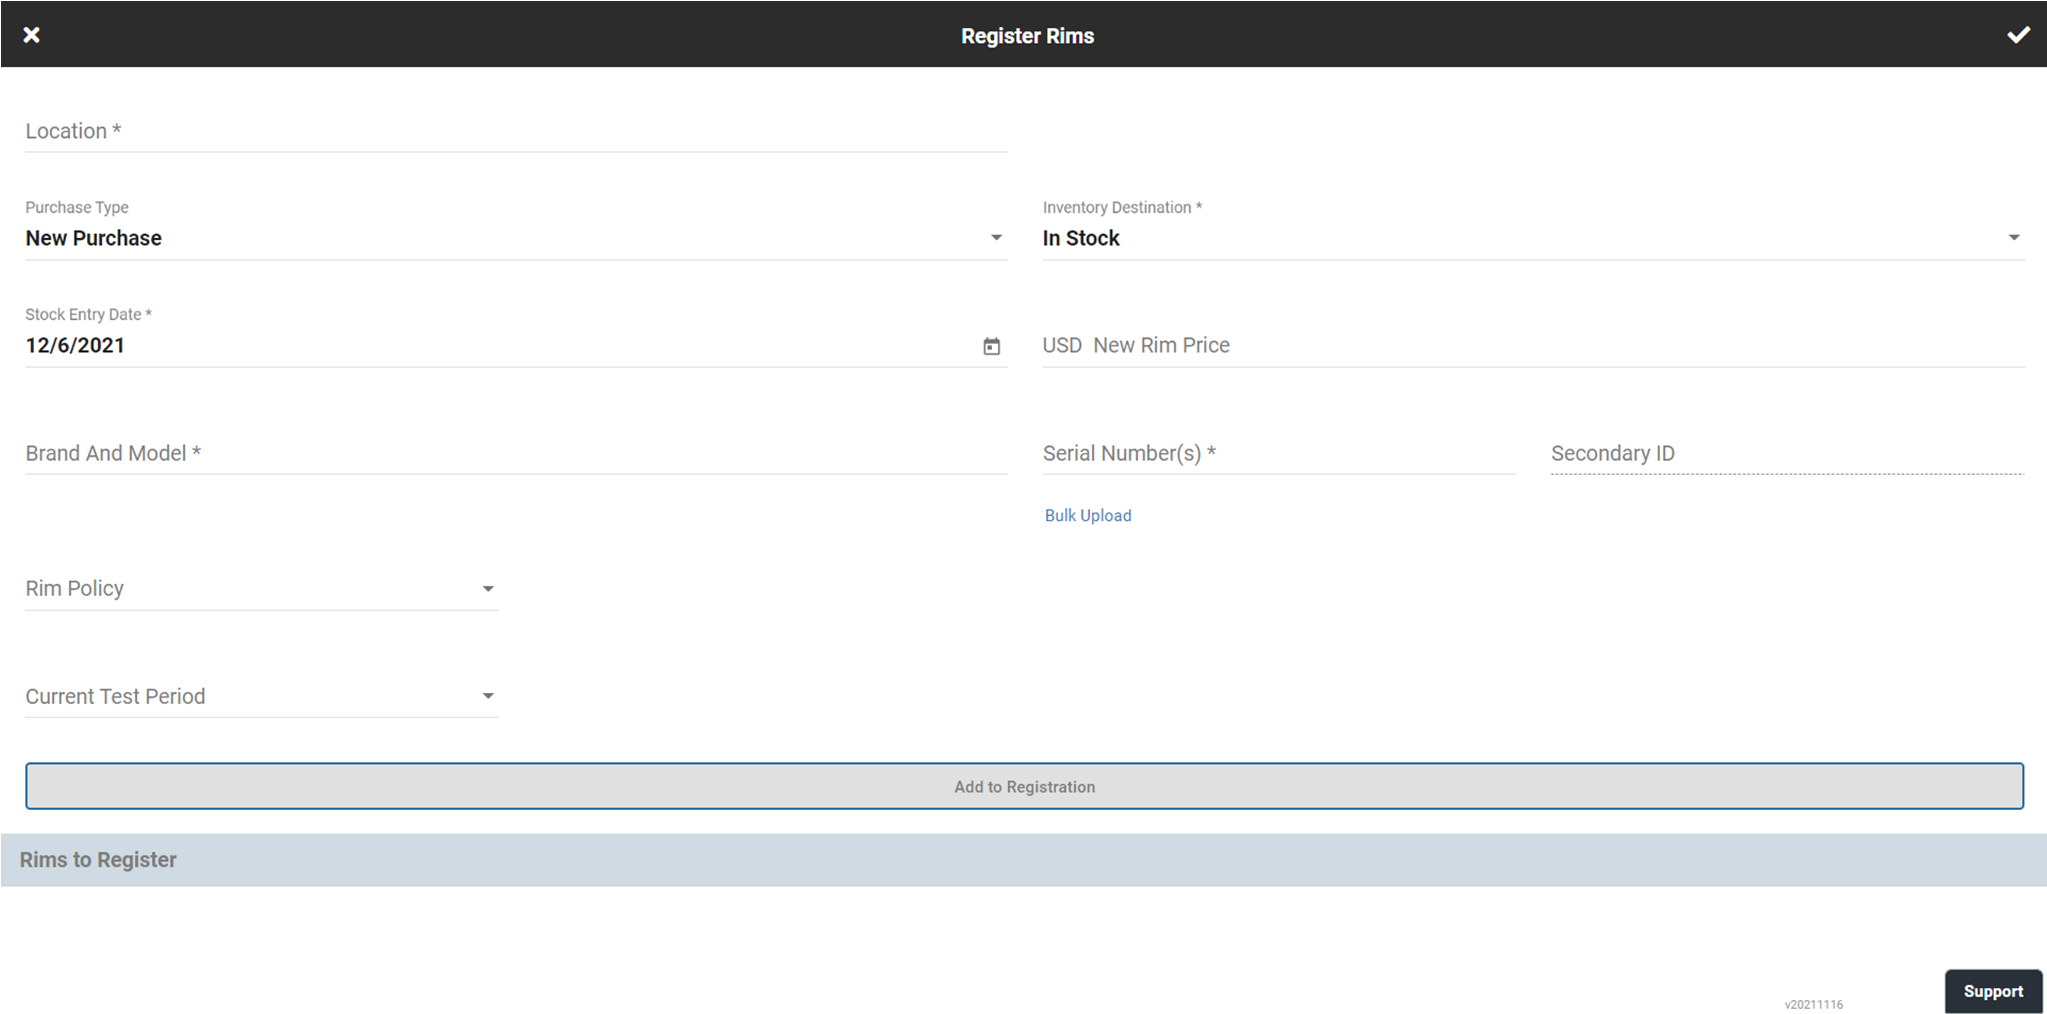 Register Rims
Location *
Purchase Type
New Purchase
Inventory Destination *
In Stock
Stock Entry Date *
12/6/2021
USD New Rim Price
Brand And Model *
Serial Number(s) *
Secondary ID
Bulk Upload
Rim Policy
Current Test Period
Add to Registration
Rims to Register
v20211116
Support